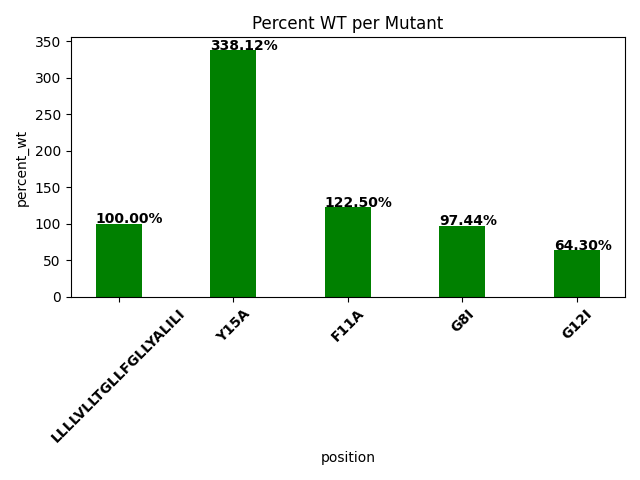 Percent WT per Mutant
percent_wt
350
300
250
200
150
100
50
0
100.00%
338.12%
122.50%
97.44%
64.30%
LLLLVLLTGLLFGLLYALILI
Y15A
F11A
G8I
G12I
position